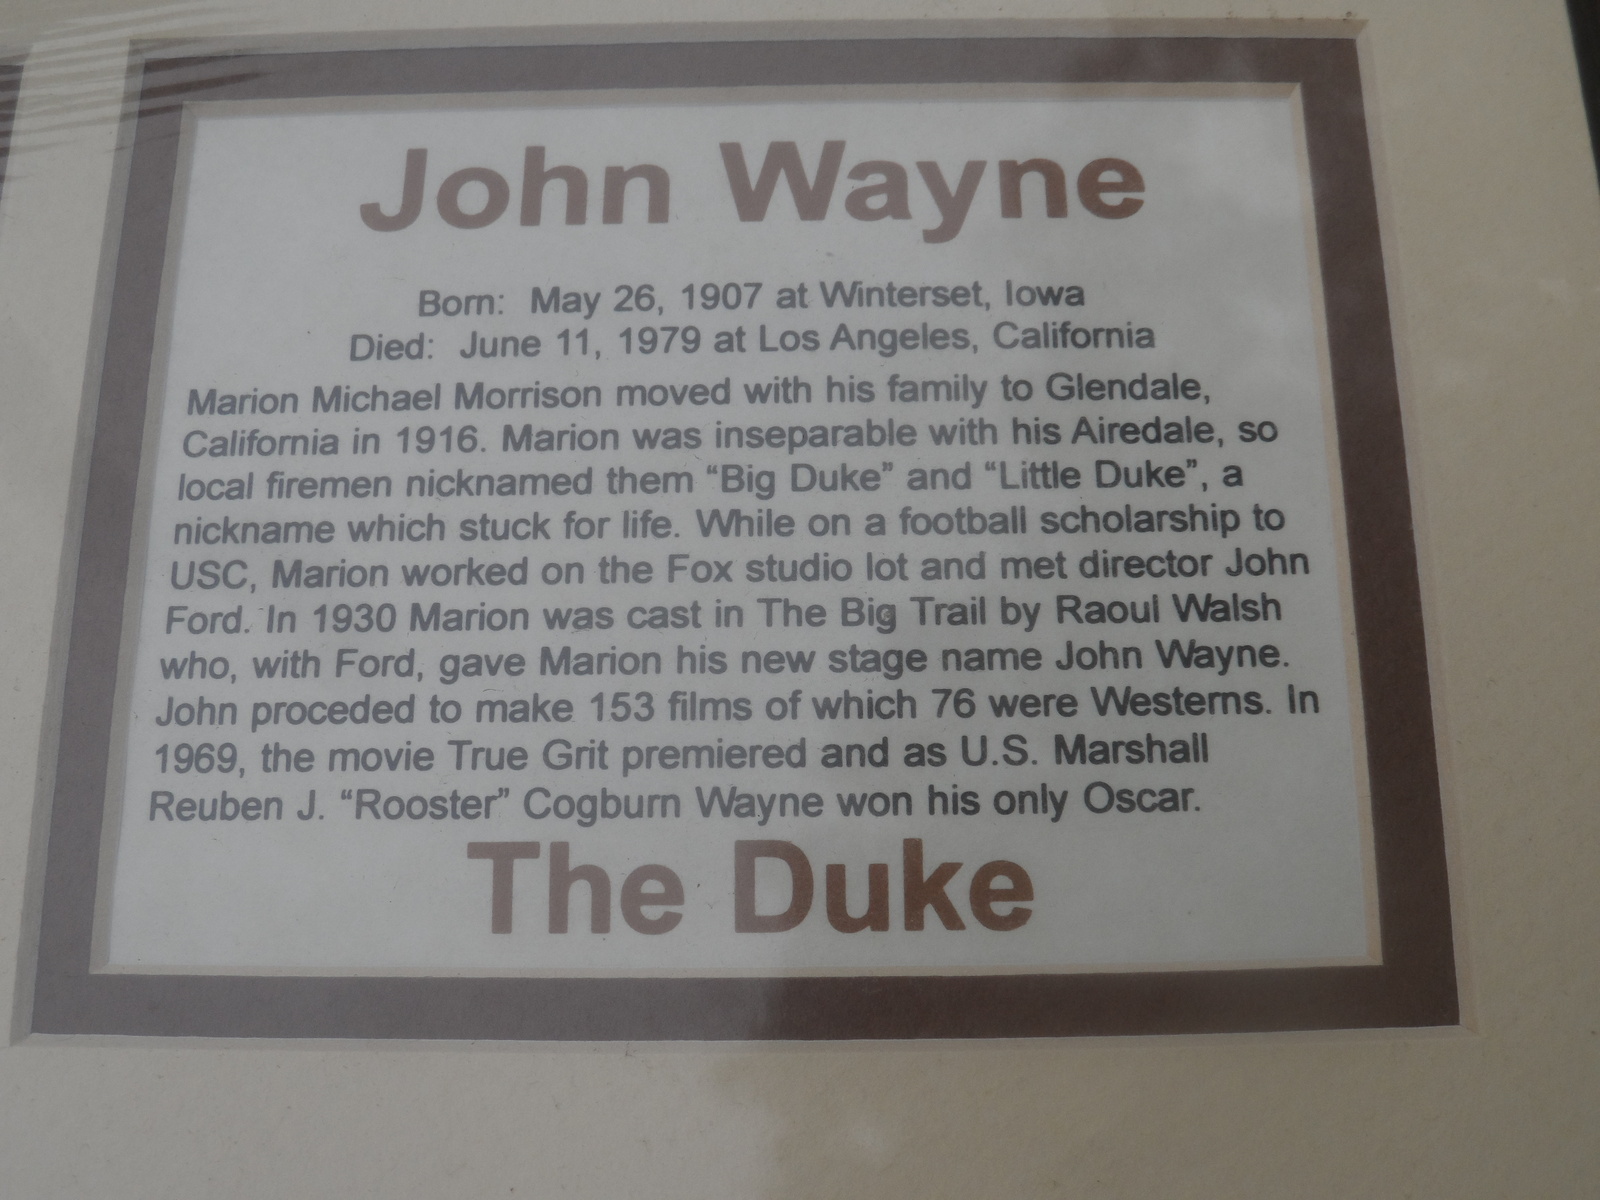 John Wayne
Born: May 26, 1907 at Winterset, Iowa
Died: June 11, 1979 at Los Angeles, California
Marion Michael Morrison moved with his family to Glendale,
California in 1916. Marion was inseparable with his Airedale, so
local firemen nicknamed them “Big Duke” and “Little Duke”, a
nickname which stuck for life. While on a football scholarship to
USC, Marion worked on the Fox studio lot and met director John
Ford. In 1930 Marion was cast in The Big Trail by Raoul Walsh
who, with Ford, gave Marion his new stage name John Wayne.
John proceded to make 153 films of which 76 were Westerns. In
1969, the movie True Grit premiered and as U.S. Marshall
Reuben J. “Rooster” Cogburn Wayne won his only Oscar.
The Duke